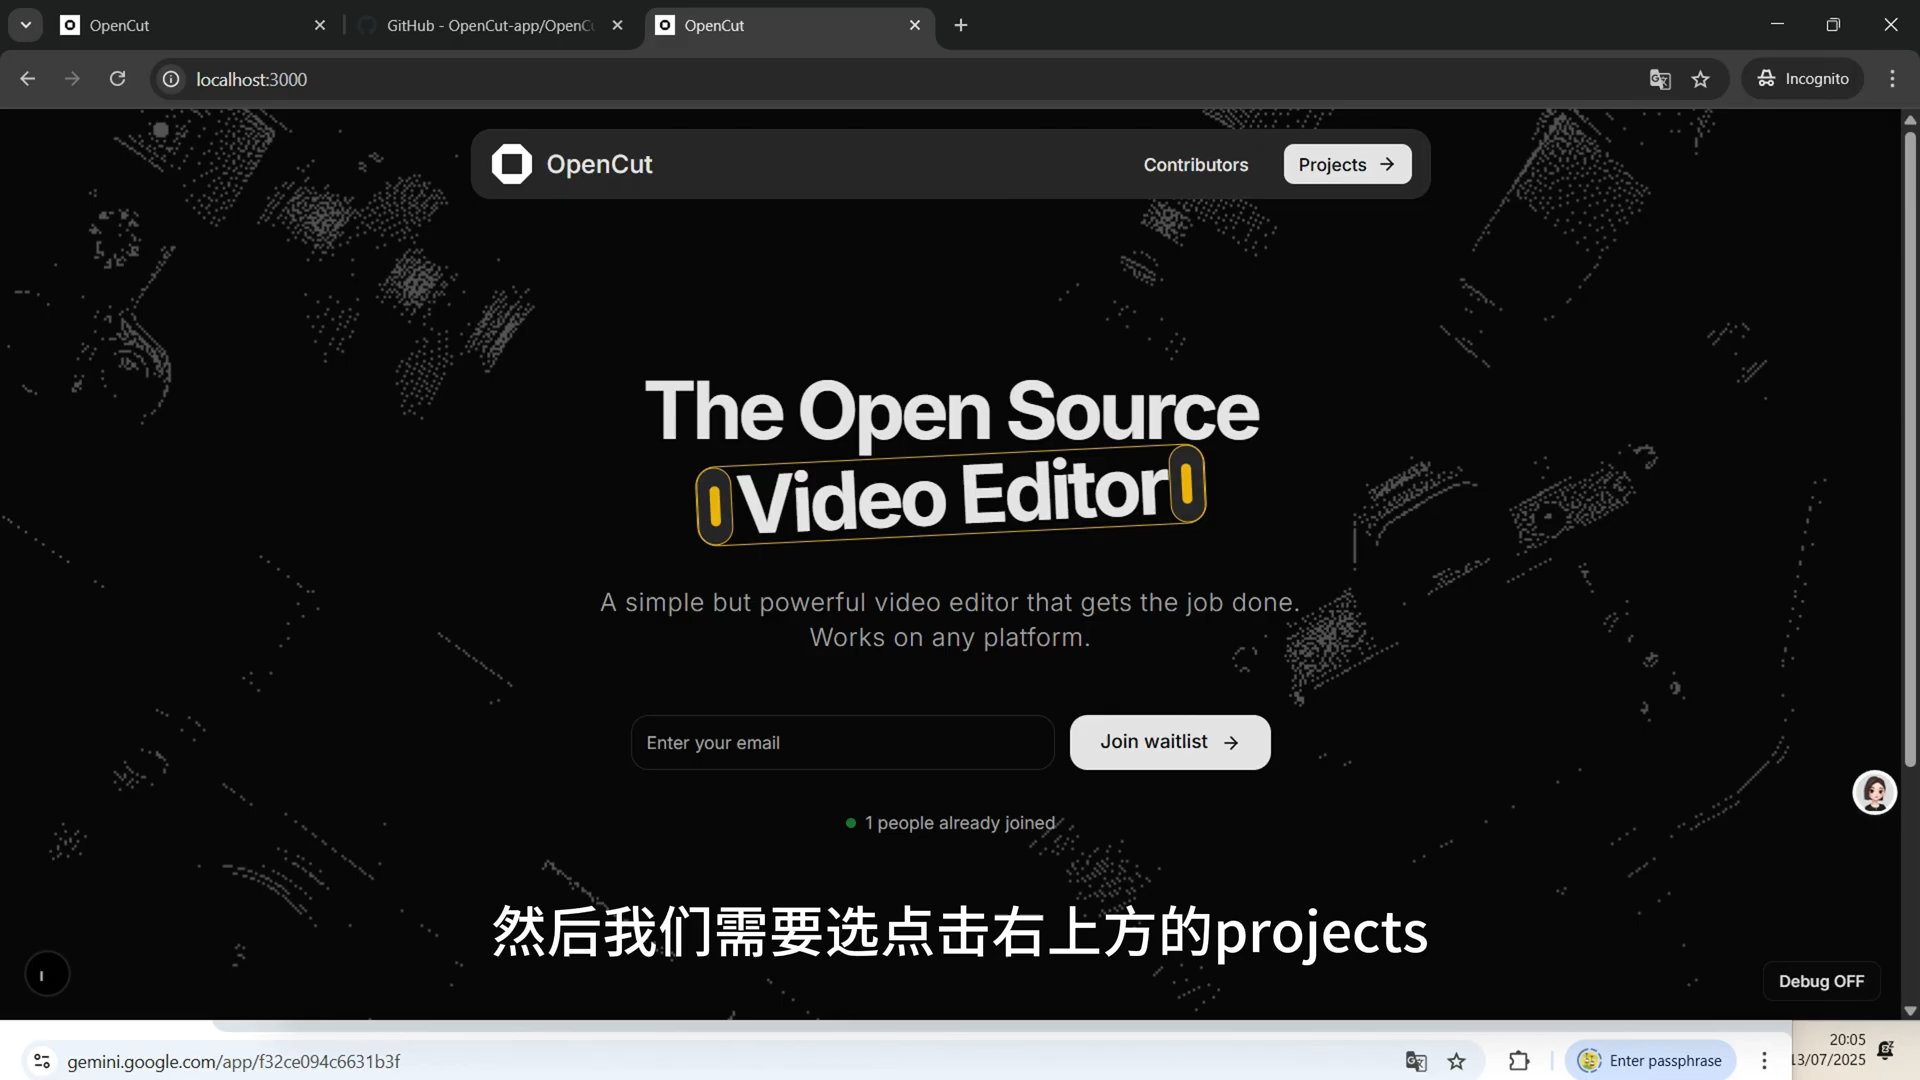 OpenCut
GitHub - OpenCut-app/OpenCu
OpenCut
localhost:3000
Incognito
OpenCut
Contributors
Projects →
The Open Source
Video Editor
A simple but powerful video editor that gets the job done.
Works on any platform.
Enter your email
Join waitlist →
1 people already joined
然后我们需要选点击右上方的projects
Debug OFF
gemini.google.com/app/f32ce094c6631b3f
Enter passphrase
20:05
13/07/2025